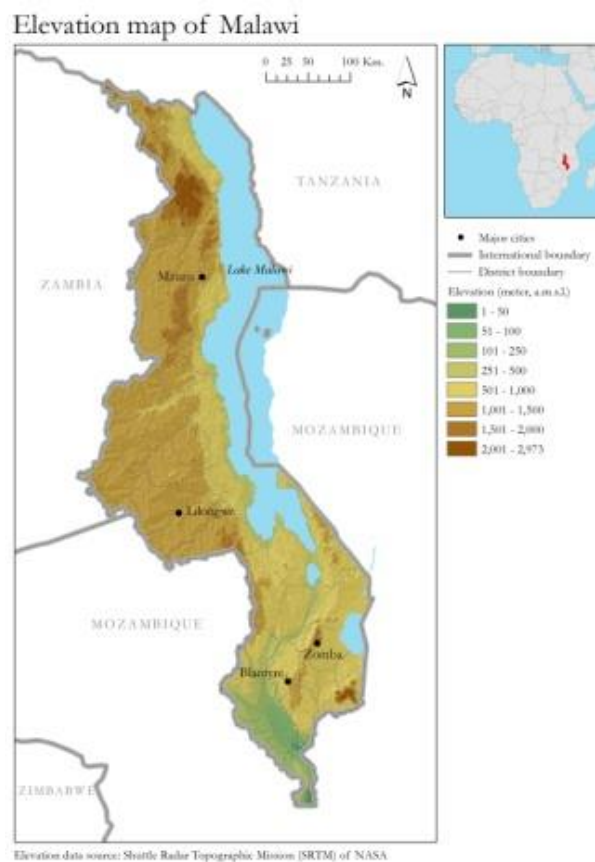 Elevation map of Malawi
0 25 50 100 Km.
N
TANZANIA
ZAMBIA
Mzuzu
Lake Malawi
MOZAMBIQUE
Lilongwe
MOZAMBIQUE
Zomba
Blantyre
ZIMBABWE
Major cities
International boundary
District boundary
Elevation (meter, a.m.s.l)
1 - 50
51 - 100
101 - 250
251 - 500
501 - 1,000
1,001 - 1,500
1,501 - 2,000
2,001 - 2,973
Elevation data source: Shuttle Radar Topographic Mission (SRTM) of NASA